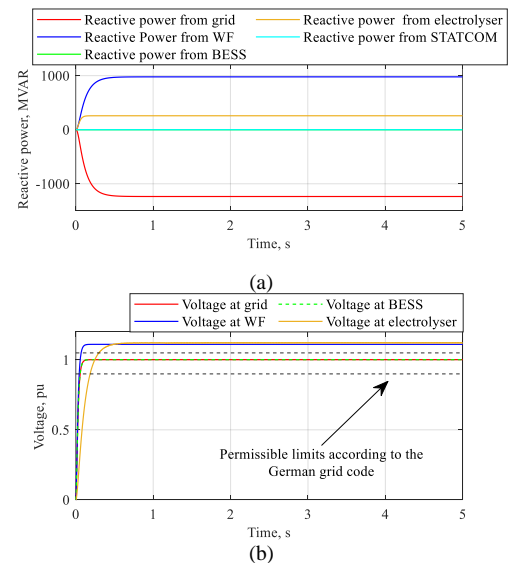 Reactive power from grid
Reactive power  from electrolyser
Reactive Power from WF
Reactive power from STATCOM
Reactive power from BESS
Reactive power, MVAR
1000
0
-1000
0 1 2 3 4 5
Time, s
(a)
Voltage at grid
Voltage at BESS
Voltage at WF
Voltage at electrolyser
Voltage, pu
1
0.5
0
Permissible limits according to the
German grid code
0 1 2 3 4 5
Time, s
(b)